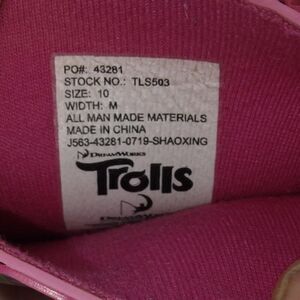 PO#: 43281
STOCK NO.: TLS503
SIZE: 10
WIDTH: M
ALL MAN MADE MATERIALS
MADE IN CHINA
J563-43281-0719-SHAOXING
DREAMWORKS
Trolls
DREAMWORKS